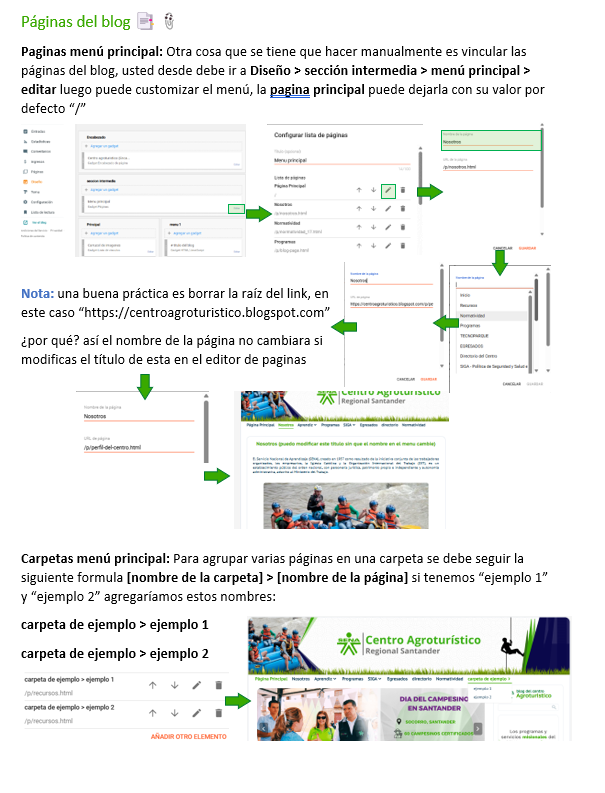 Páginas del blog
Paginas menú principal: Otra cosa que se tiene que hacer manualmente es vincular las
páginas del blog, usted desde debe ir a Diseño > sección intermedia > menú principal >
editar luego puede customizar el menú, la pagina principal puede dejarla con su valor por
defecto “/”
Entradas
Estadísticas
Comentarios
Ingresos
Páginas
Diseño
Tema
Configuración
Lista de lectura
Ver el blog
Encabezado
Agregar un gadget
sección intermedia
Agregar un gadget
Menú principal
Principal
Agregar un gadget
menú 1
Agregar un gadget
Configurar lista de páginas
Título (opcional)
Menu principal
Lista de páginas
Página Principal
/
Nosotros
/p/nosotros.html
Normatividad
Programas
Nombre de la página
Nosotros
URL de la página
/p/nosotros.html
CANCELAR GUARDAR
Nota: una buena práctica es borrar la raíz del link, en
este caso “https://centroagroturistico.blogspot.com”
¿por qué? así el nombre de la página no cambiara si
modificas el título de esta en el editor de paginas
Nombre de la página
Nosotros
URL de la página
CANCELAR GUARDAR
Nombre de la página
Inicio
Recursos
Normatividad
Programas
TECNOPARQUE
EGRESADOS
Directorio del Centro
SIGA - Política de Seguridad y Salud e
CANCELAR GUARDAR
Nombre de la página
Nosotros
URL de la página
/p/perfil-del-centro.html
Centro Agroturístico
Regional Santander
Página Principal Nosotros Aprendiz Programas SIGA Egresados directorio Normatividad
Nosotros (puedo modificar este titulo sin que el nombre en el menu cambie)
Carpetas menú principal: Para agrupar varias páginas en una carpeta se debe seguir la
siguiente formula [nombre de la carpeta] > [nombre de la página] si tenemos “ejemplo 1”
y “ejemplo 2” agregaríamos estos nombres:
carpeta de ejemplo > ejemplo 1
carpeta de ejemplo > ejemplo 2
carpeta de ejemplo > ejemplo 1
/p/recursos.html
carpeta de ejemplo > ejemplo 2
/p/recursos.html
AÑADIR OTRO ELEMENTO
SENA
Centro Agroturístico
Regional Santander
Página Principal Nosotros Aprendiz Programas SIGA Egresados directorio Normatividad carpeta de ejemplo
ejemplo 1
ejemplo 2
blog del centro
Agroturístico
DIA DEL CAMPESINO
EN SANTANDER
SOCORRO, SANTANDER
CAMPESINOS CERTIFICADOS
Los programas y
servicios misionales del